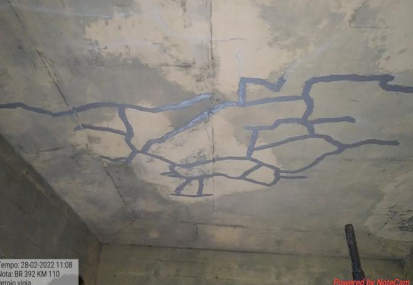 Tempo: 28-02-2022 11:08
Nota: BR 392 KM 110
arroio vigia
Powered by NoteCam